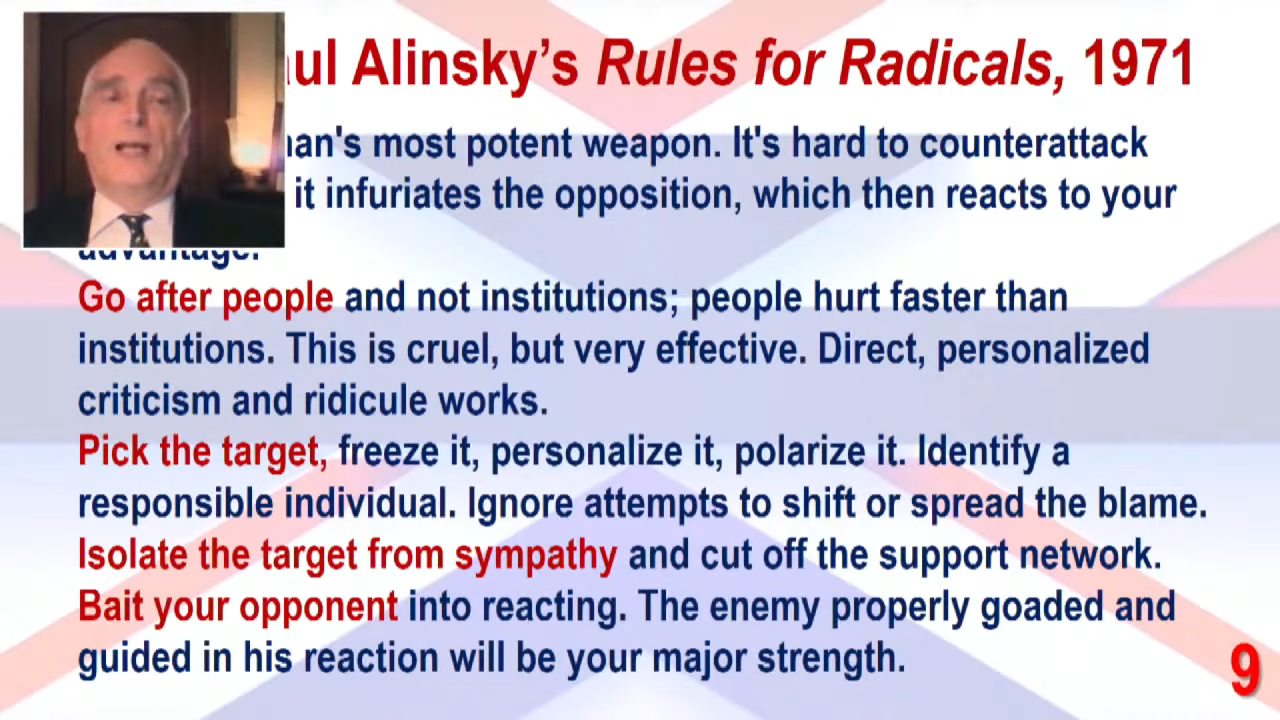 Alinsky's Rules for Radicals, 1971
most potent weapon. It's hard to counterattack
it infuriates the opposition, which then reacts to your
advantage.
Go after people and not institutions; people hurt faster than
institutions. This is cruel, but very effective. Direct, personalized
criticism and ridicule works.
Pick the target, freeze it, personalize it, polarize it. Identify a
responsible individual. Ignore attempts to shift or spread the blame.
Isolate the target from sympathy and cut off the support network.
Bait your opponent into reacting. The enemy properly goaded and
guided in his reaction will be your major strength.
9